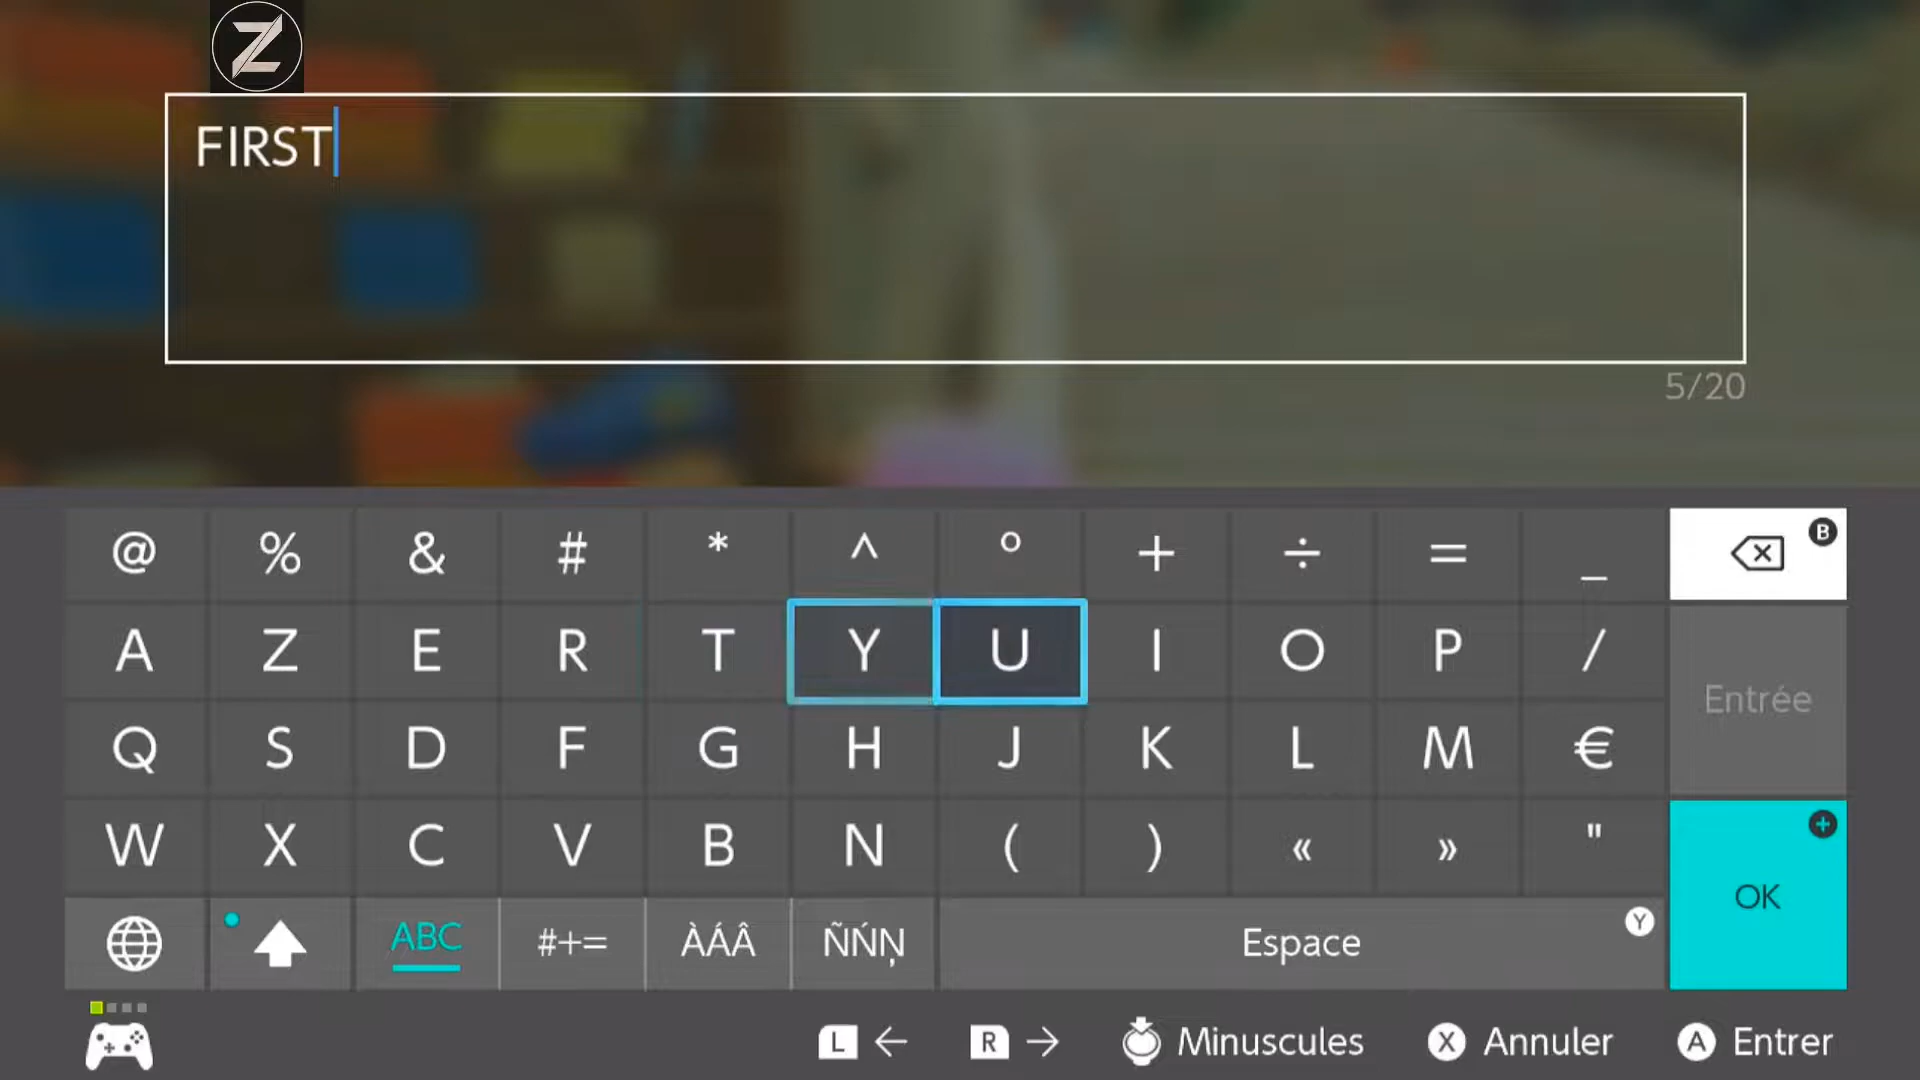 Z
FIRST
5/20
@ % & # * ^ ° + ÷ = _ B
A Z E R T Y U I O P / Entrée
Q S D F G H J K L M €
W X C V B N ( ) « » " OK +
ABC #+= ÀÁÂ ÑŃŅ Espace Y
L ← R → Minuscules X Annuler A Entrer